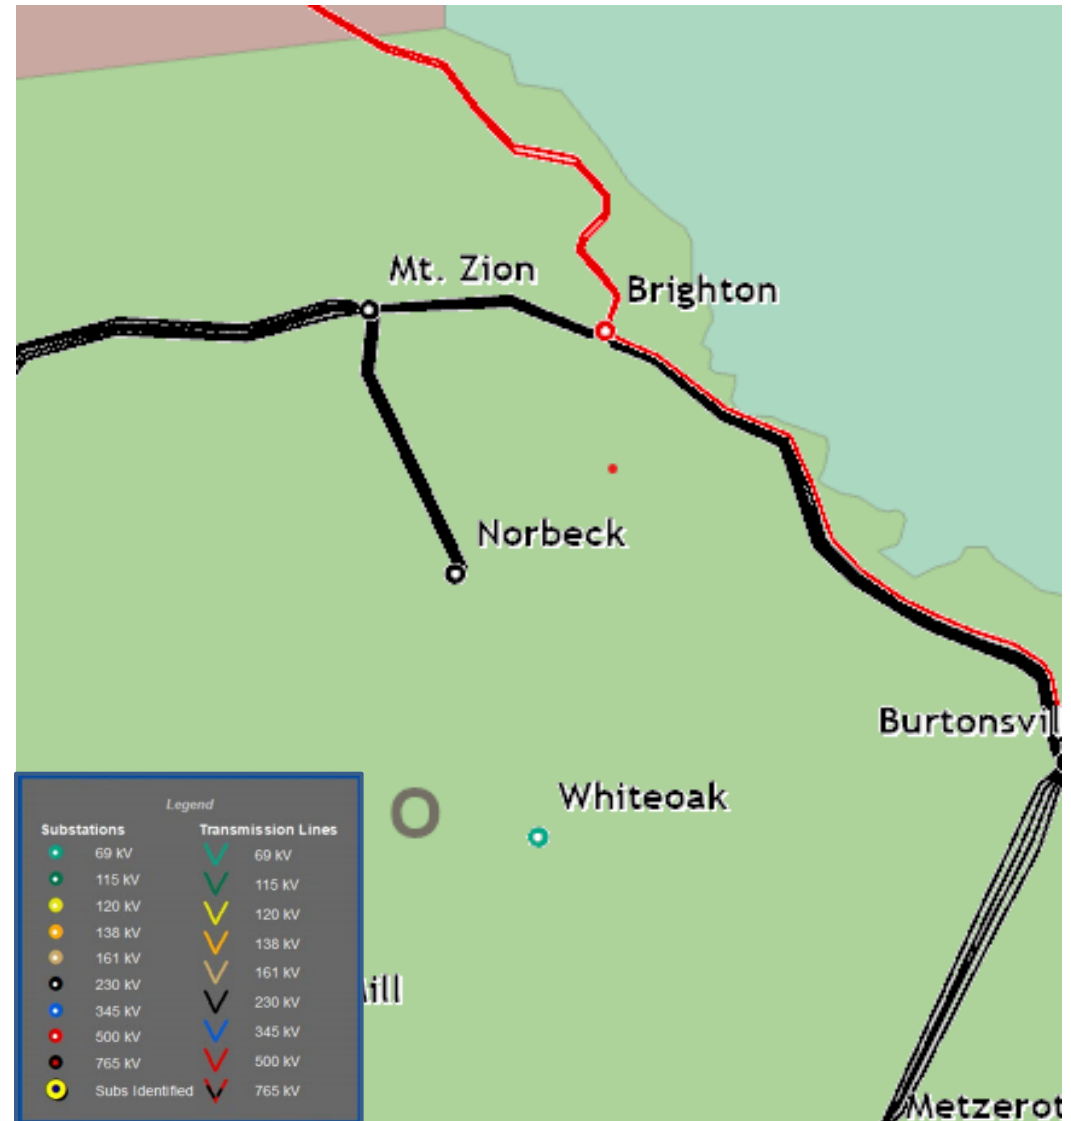 Mt. Zion
Brighton
Norbeck
Burtonsvil
Whiteoak
O
ill
Metzerot
Legend
Substations Transmission Lines
69 kV 69 kV
115 kV 115 kV
120 kV 120 kV
138 kV 138 kV
161 kV 161 kV
230 kV 230 kV
345 kV 345 kV
500 kV 500 kV
765 kV 765 kV
Subs Identified